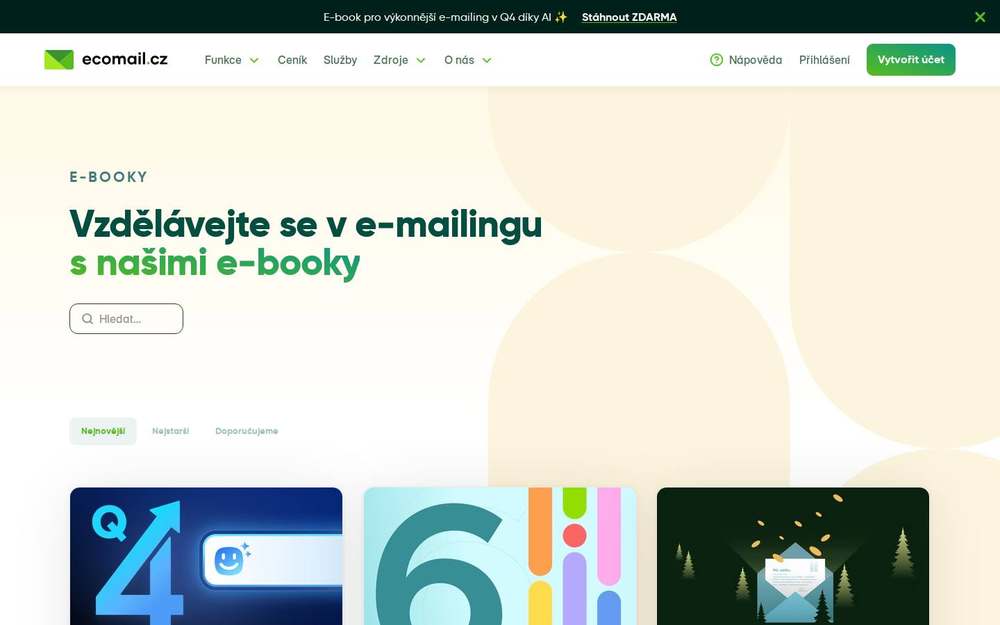 E-book pro výkonnější e-mailing v Q4 díky AI ✨ Stáhnout ZDARMA
ecomail.cz Funkce Ceník Služby Zdroje O nás Nápověda Přihlášení Vytvořit účet
E-BOOKY
Vzdělávejte se v e-mailingu
s našimi e-booky
Hledat...
Nejnovější Nejstarší Doporučujeme
Q4
6